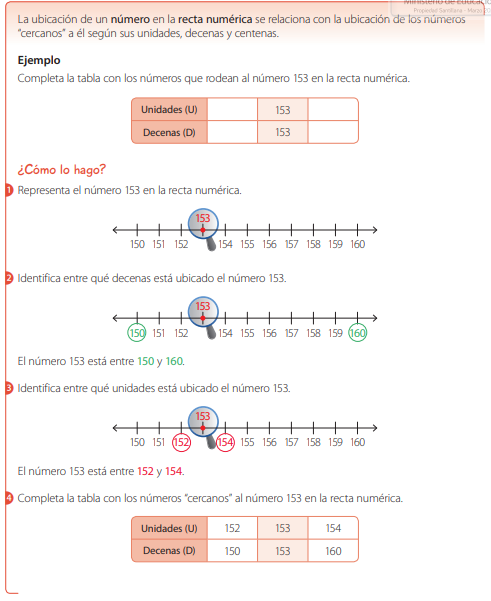 Ministerio de Educación
Propiedad Santillana - Marzo 20
La ubicación de un número en la recta numérica se relaciona con la ubicación de los números
"cercanos" a él según sus unidades, decenas y centenas.
Ejemplo
Completa la tabla con los números que rodean al número 153 en la recta numérica.
Unidades (U) 153
Decenas (D) 153
¿Cómo lo hago?
1 Representa el número 153 en la recta numérica.
153
150 151 152 154 155 156 157 158 159 160
2 Identifica entre qué decenas está ubicado el número 153.
153
150 151 152 154 155 156 157 158 159 160
El número 153 está entre 150 y 160.
3 Identifica entre qué unidades está ubicado el número 153.
153
150 151 152 154 155 156 157 158 159 160
El número 153 está entre 152 y 154.
4 Completa la tabla con los números "cercanos" al número 153 en la recta numérica.
Unidades (U) 152 153 154
Decenas (D) 150 153 160